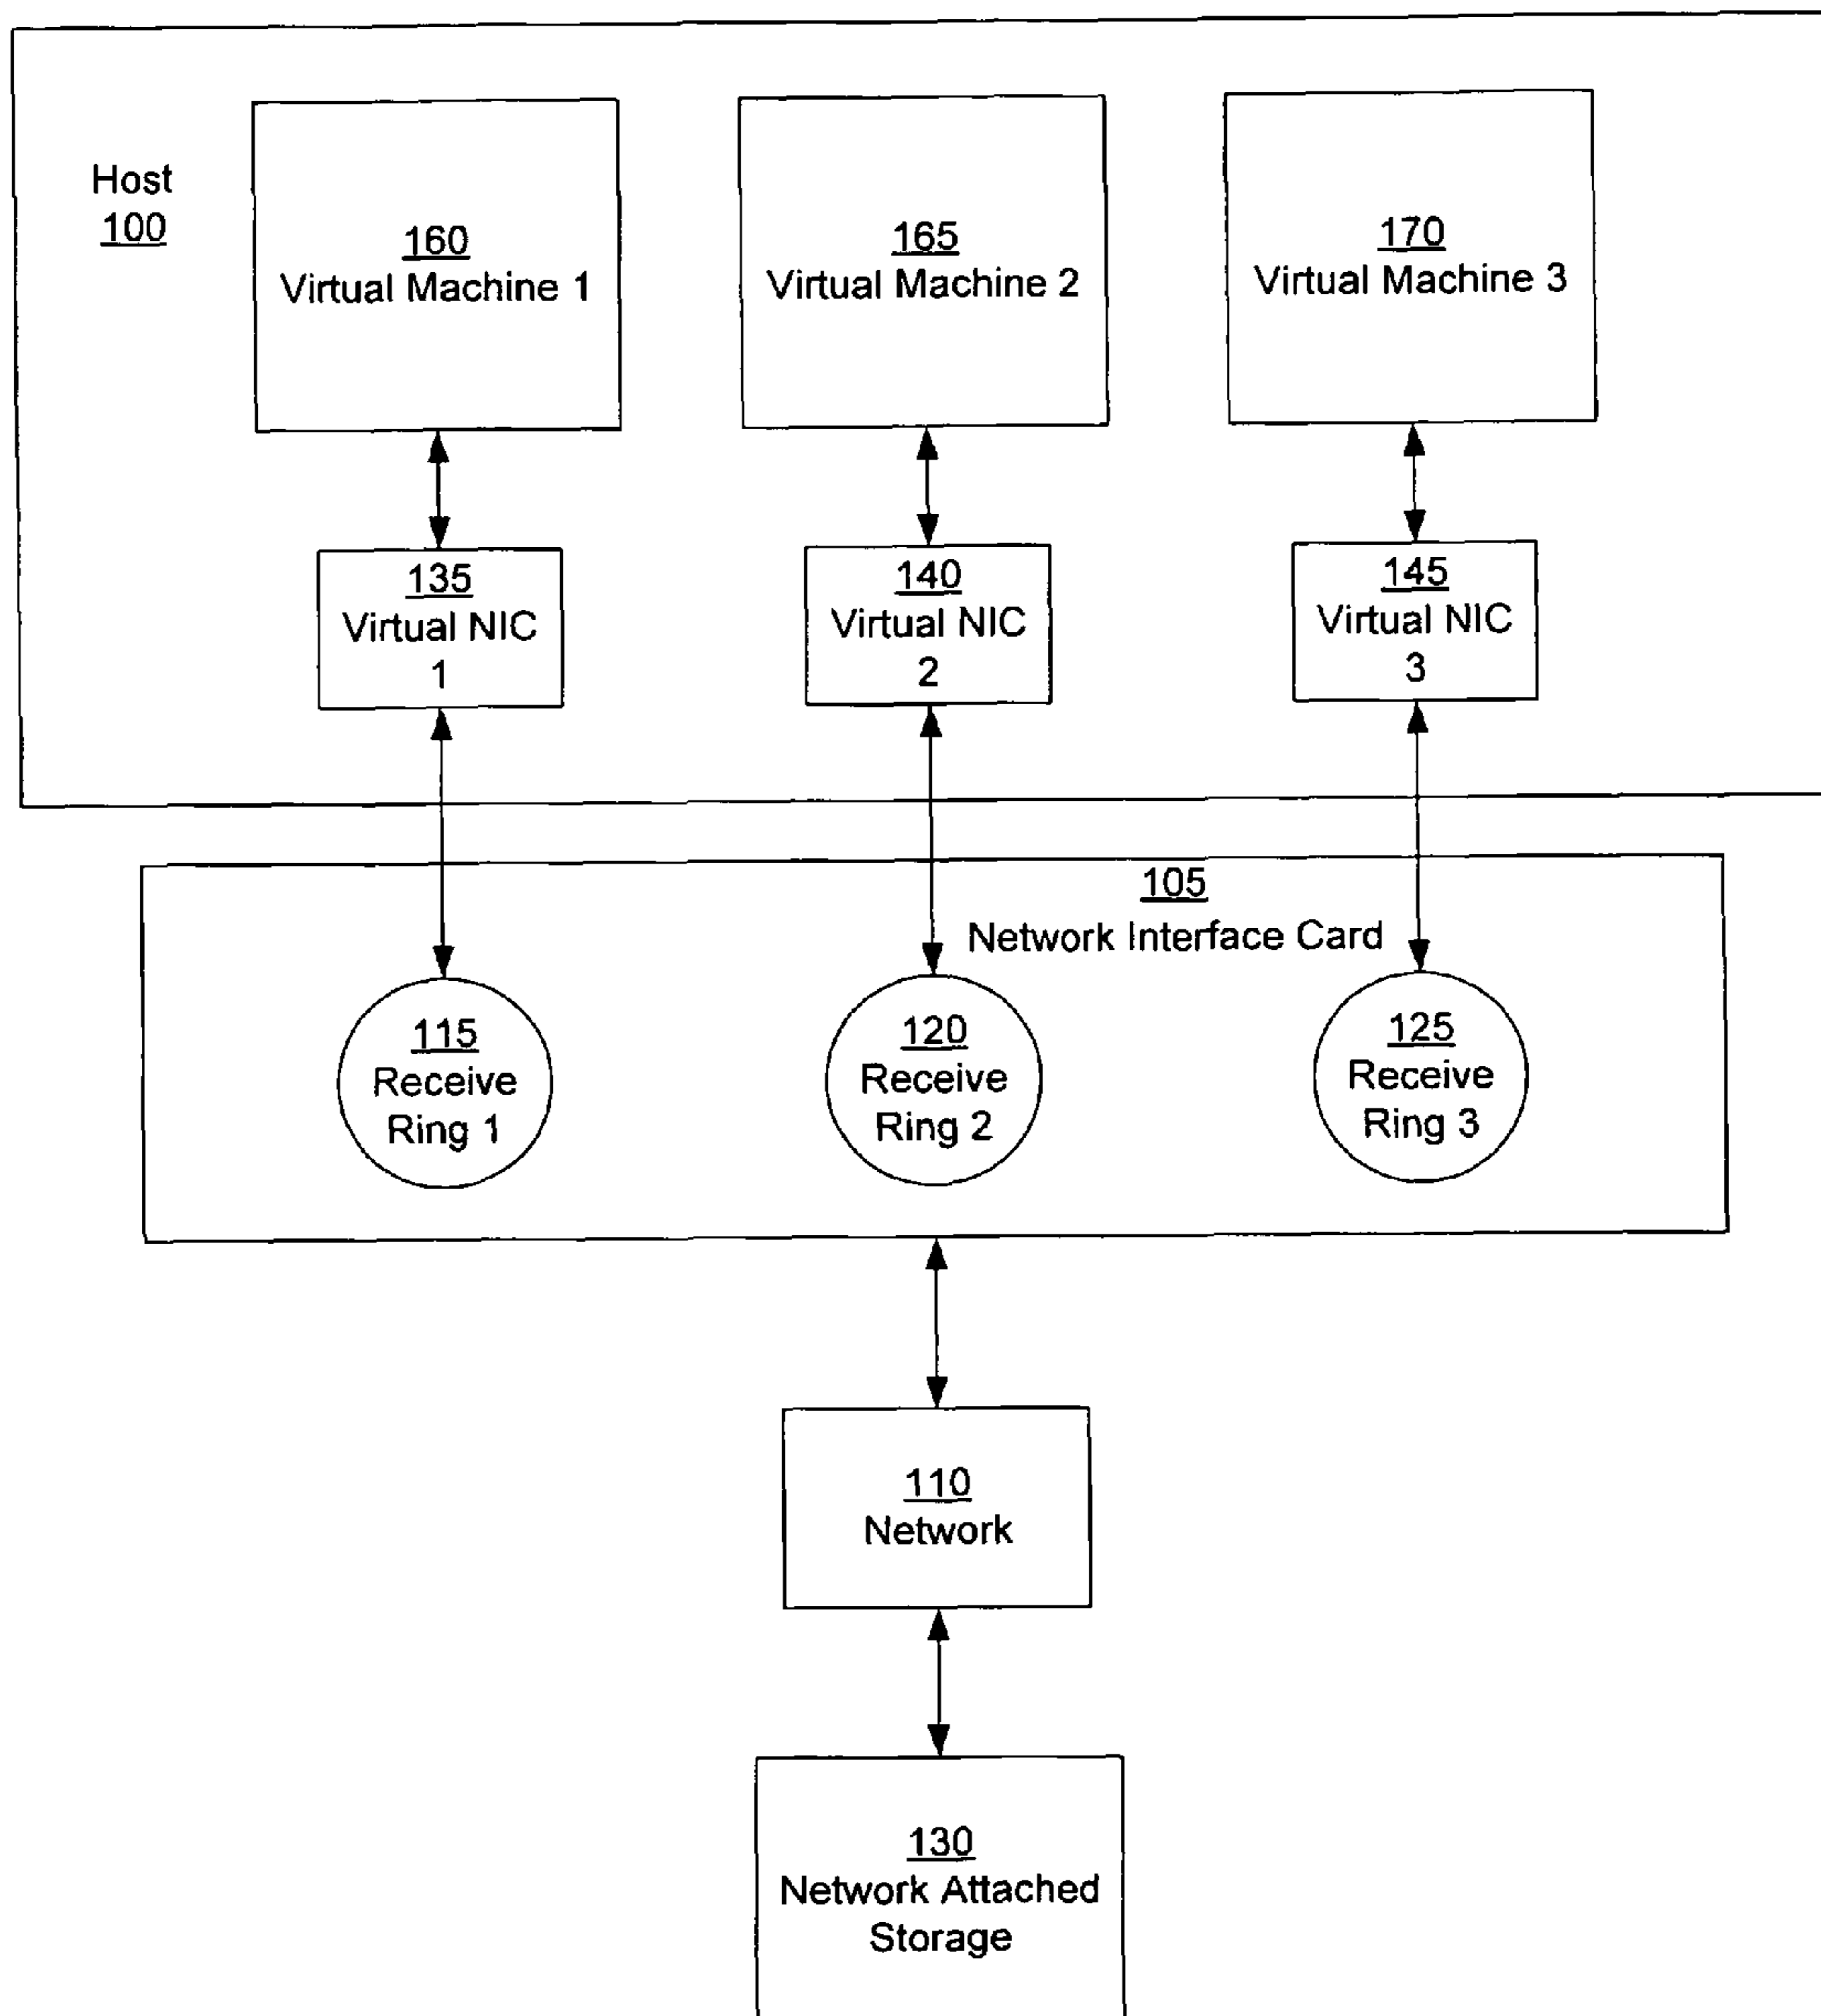 Host
100
160
Virtual Machine 1
165
Virtual Machine 2
170
Virtual Machine 3
135
Virtual NIC
1
140
Virtual NIC
2
145
Virtual NIC
3
105
Network Interface Card
115
Receive
Ring 1
120
Receive
Ring 2
125
Receive
Ring 3
110
Network
130
Network Attached
Storage